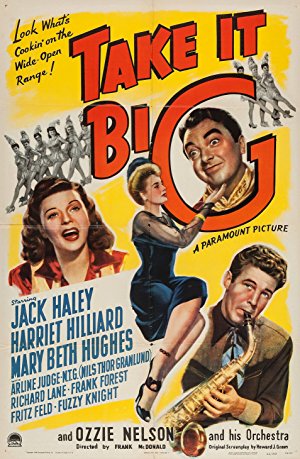 Look What's
Cookin' on the
Wide-Open
Range!
TAKE IT
BIG
A PARAMOUNT PICTURE
Starring
JACK HALEY
HARRIET HILLIARD
MARY BETH HUGHES
ARLINE JUDGE · N.T.G. (NILS THOR GRANLUND)
RICHARD LANE · FRANK FOREST
FRITZ FELD · FUZZY KNIGHT
and OZZIE NELSON and his Orchestra
Directed by FRANK McDONALD
Original Screenplay by Howard J. Green